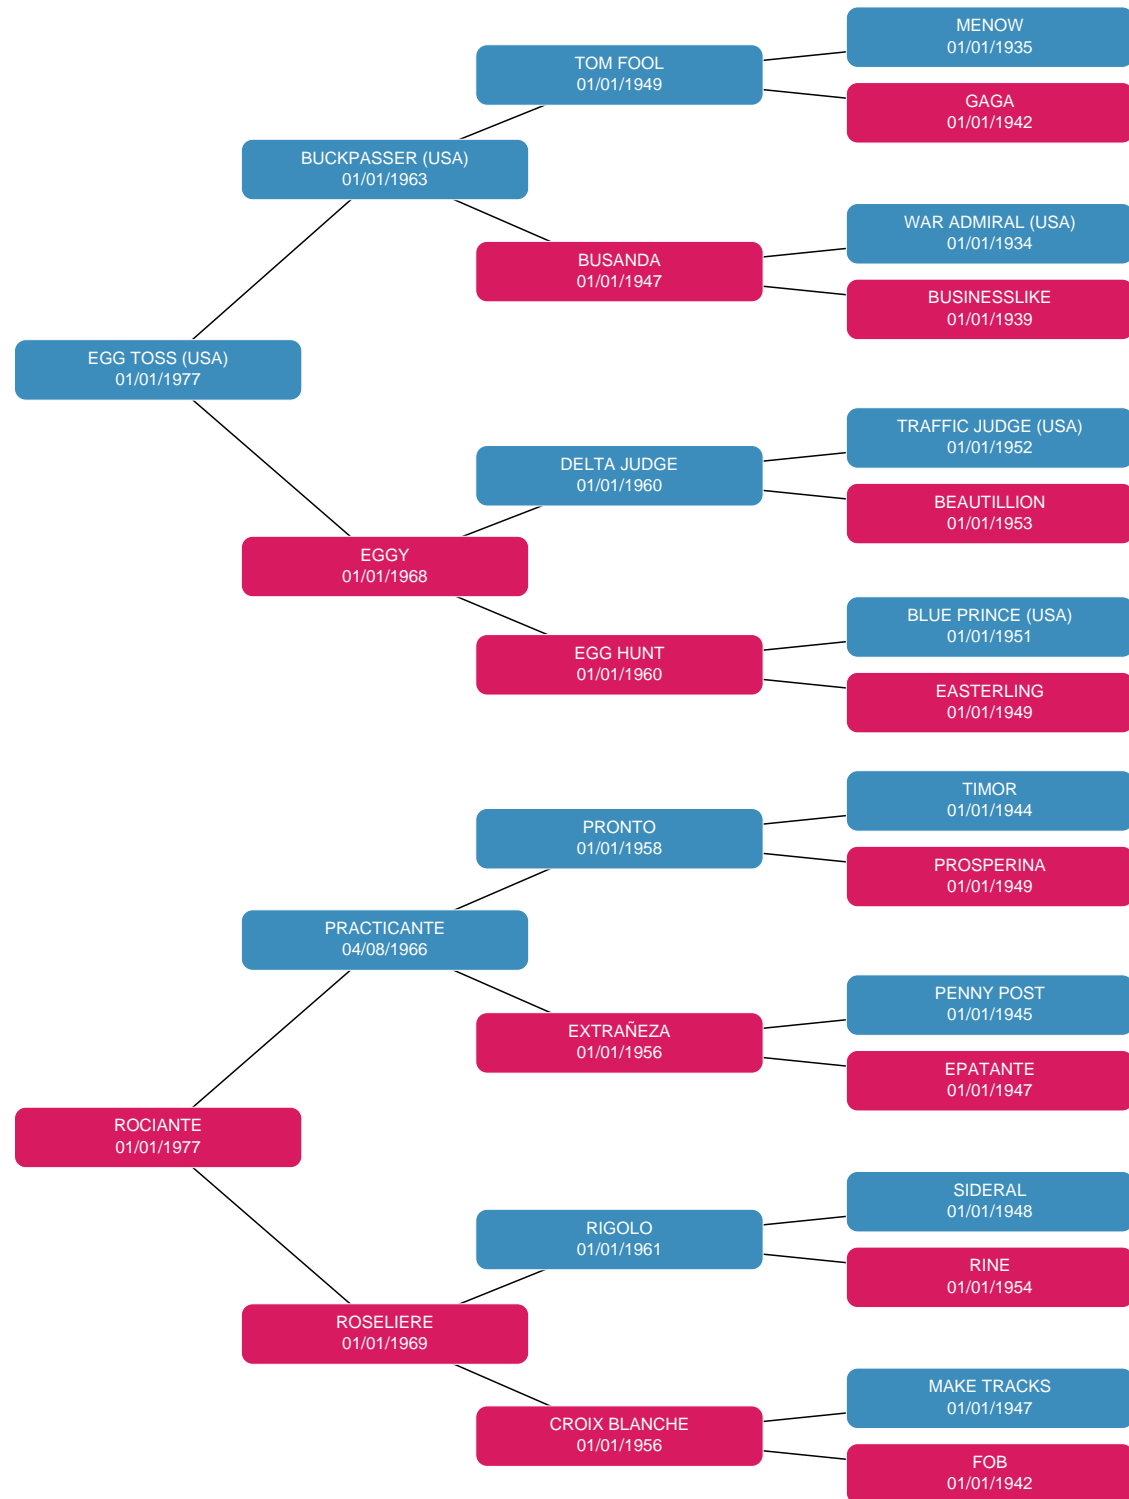 MENOW
01/01/1935
TOM FOOL
01/01/1949
GAGA
01/01/1942
BUCKPASSER (USA)
01/01/1963
WAR ADMIRAL (USA)
01/01/1934
BUSANDA
01/01/1947
BUSINESSLIKE
01/01/1939
EGG TOSS (USA)
01/01/1977
TRAFFIC JUDGE (USA)
01/01/1952
DELTA JUDGE
01/01/1960
BEAUTILLION
01/01/1953
EGGY
01/01/1968
BLUE PRINCE (USA)
01/01/1951
EGG HUNT
01/01/1960
EASTERLING
01/01/1949
TIMOR
01/01/1944
PRONTO
01/01/1958
PROSPERINA
01/01/1949
PRACTICANTE
04/08/1966
PENNY POST
01/01/1945
EXTRAÑEZA
01/01/1956
EPATANTE
01/01/1947
ROCIANTE
01/01/1977
SIDERAL
01/01/1948
RIGOLO
01/01/1961
RINE
01/01/1954
ROSELIERE
01/01/1969
MAKE TRACKS
01/01/1947
CROIX BLANCHE
01/01/1956
FOB
01/01/1942